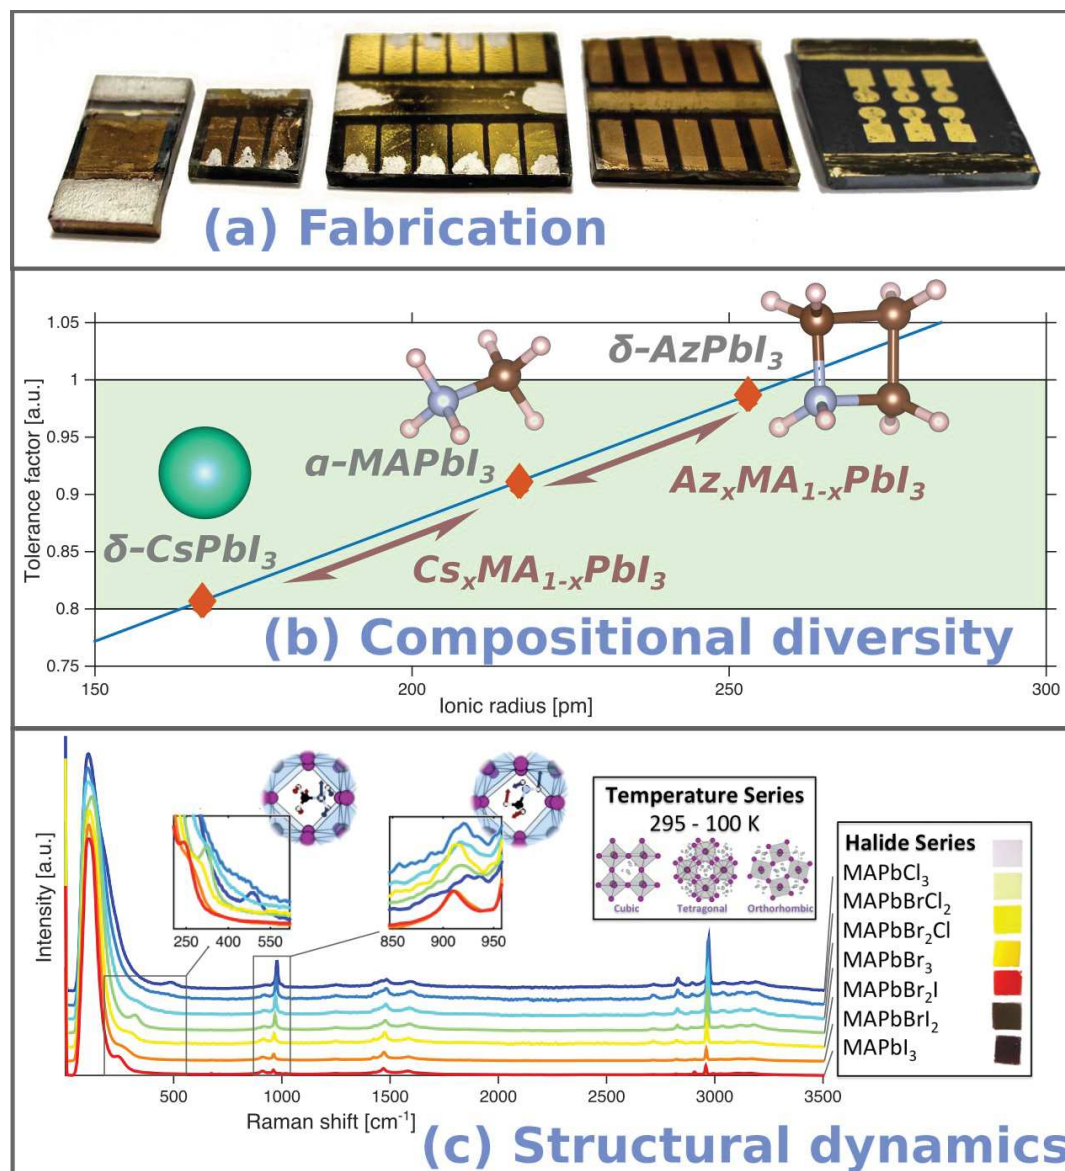 (a) Fabrication
1.05
1
0.95
0.9
0.85
0.8
0.75
Tolerance factor [a.u.]
δ-AzPbI3
α-MAPbI3
AzxMA1-xPbI3
δ-CsPbI3
CsxMA1-xPbI3
(b) Compositional diversity
150
200
250
300
Ionic radius [pm]
Intensity [a.u.]
250
400
550
850
900
950
Temperature Series
295 - 100 K
Cubic
Tetragonal
Orthorhombic
Halide Series
MAPbCl3
MAPbBrCl2
MAPbBr2Cl
MAPbBr3
MAPbBr2I
MAPbBrI2
MAPbI3
500
1000
1500
2000
2500
3000
3500
Raman shift [cm-1]
(c) Structural dynamics